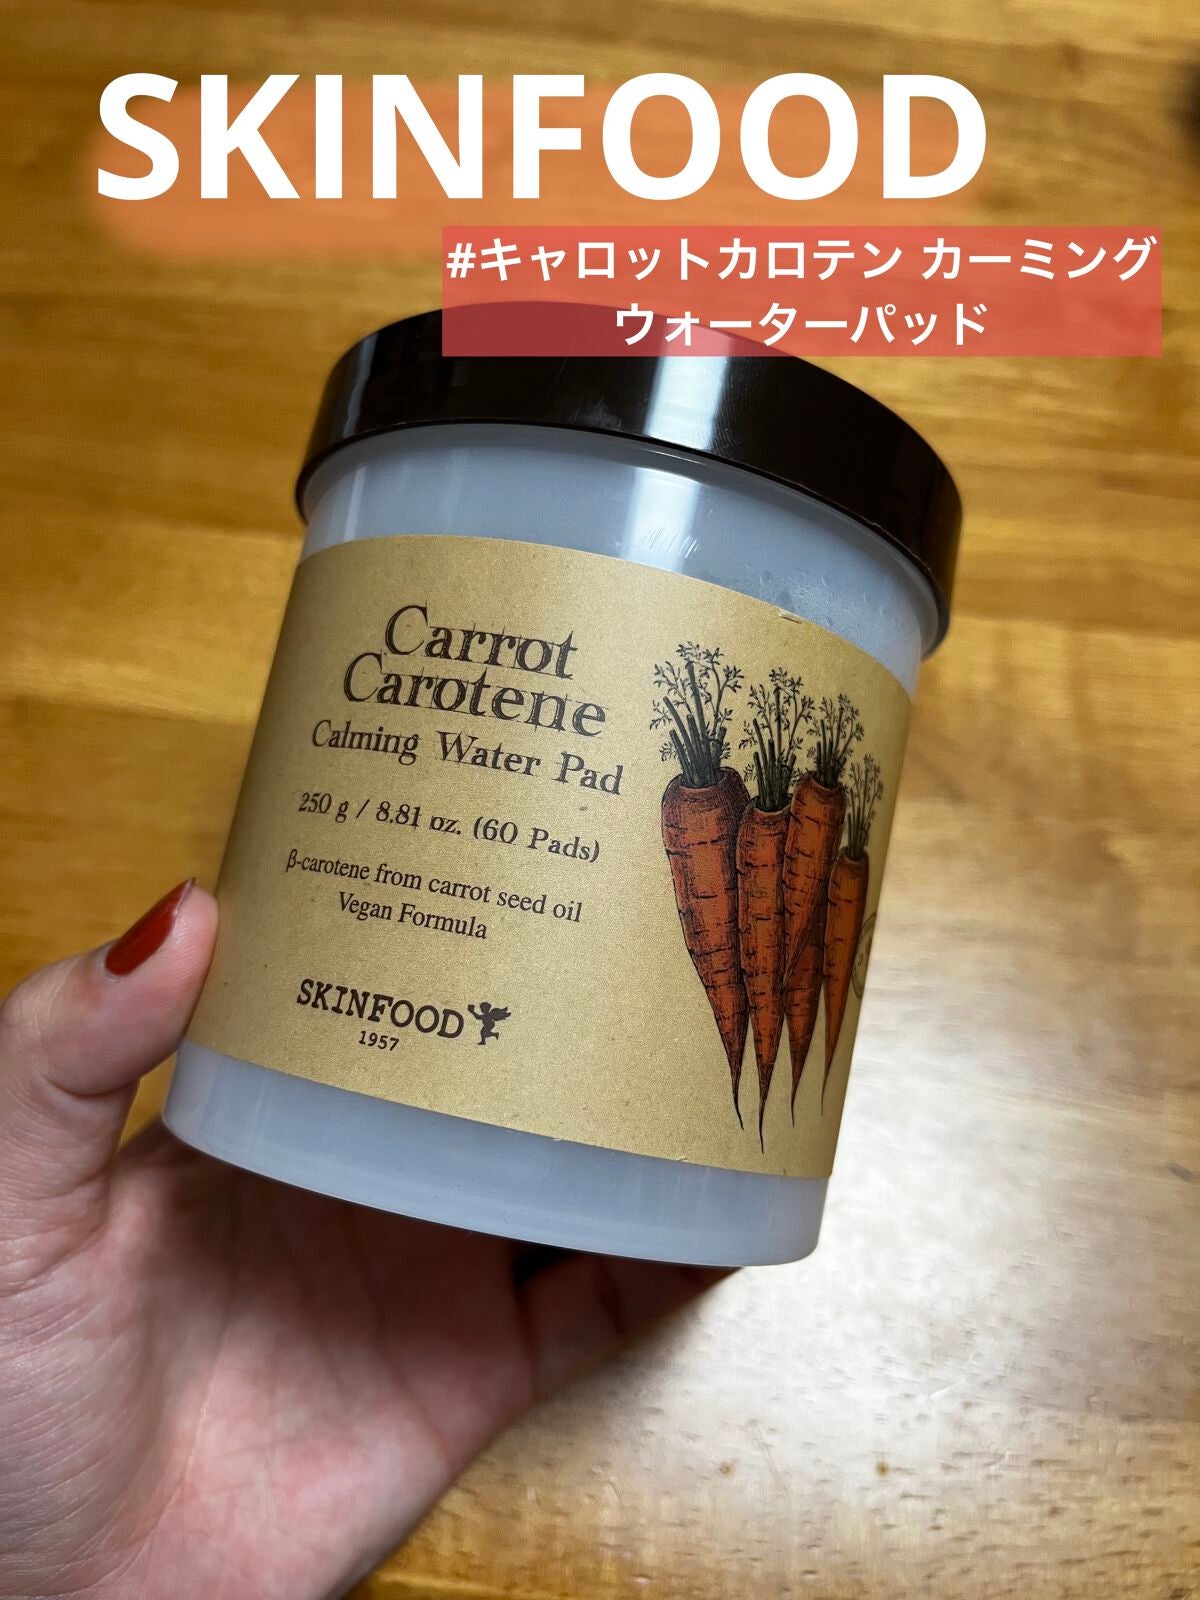 SKINFOOD
#キャロットカロテン カーミング
ウォーターパッド
Carrot
Carotene
Calming Water Pad
250 g / 8.81 oz. (60 Pads)
β-carotene from carrot seed oil
Vegan Formula
SKINFOOD
1957